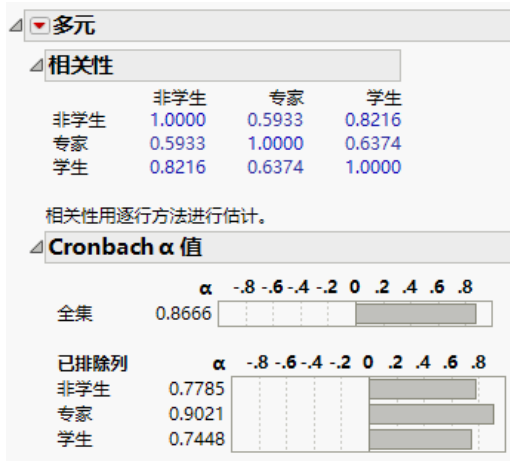 多元
相关性
非学生 专家 学生
非学生 1.0000 0.5933 0.8216
专家 0.5933 1.0000 0.6374
学生 0.8216 0.6374 1.0000
相关性用逐行方法进行估计。
Cronbach α 值
α -.8 -.6 -.4 -.2 0 .2 .4 .6 .8
全集 0.8666
已排除列 α -.8 -.6 -.4 -.2 0 .2 .4 .6 .8
非学生 0.7785
专家 0.9021
学生 0.7448